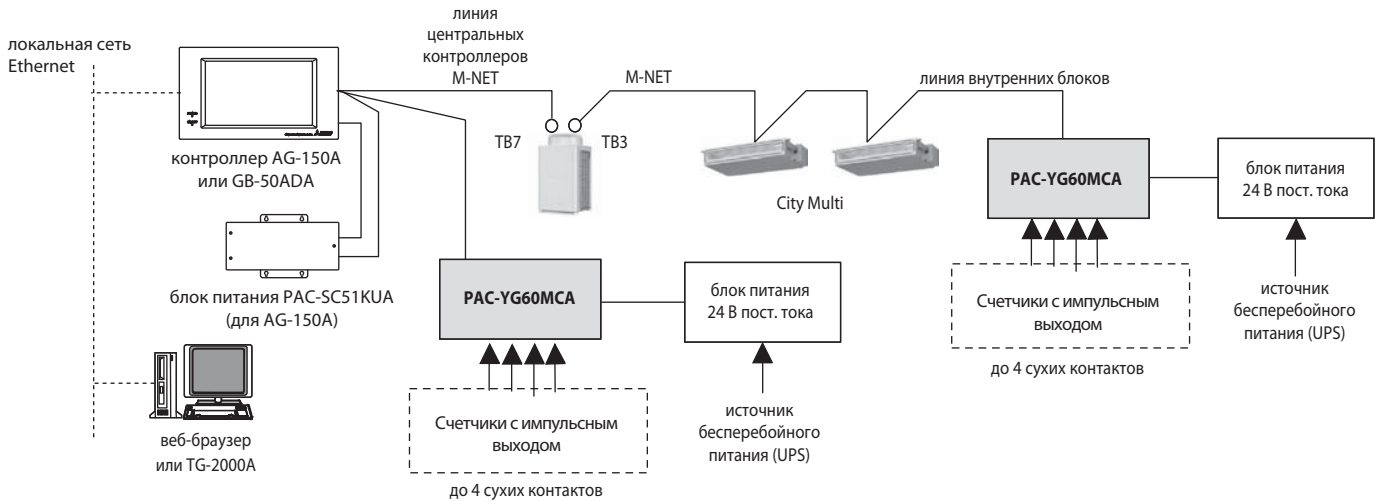 локальная сеть
Ethernet
линия
центральных
контроллеров
M-NET
M-NET
линия внутренних блоков
TB7
TB3
контроллер AG-150A
или GB-50ADA
City Multi
PAC-YG60MCA
блок питания
24 В пост. тока
блок питания PAC-SC51KUA
(для AG-150A)
PAC-YG60MCA
блок питания
24 В пост. тока
Счетчики с импульсным
выходом
до 4 сухих контактов
источник
бесперебойного
питания (UPS)
веб-браузер
или TG-2000A
Счетчики с импульсным
выходом
до 4 сухих контактов
источник
бесперебойного
питания (UPS)